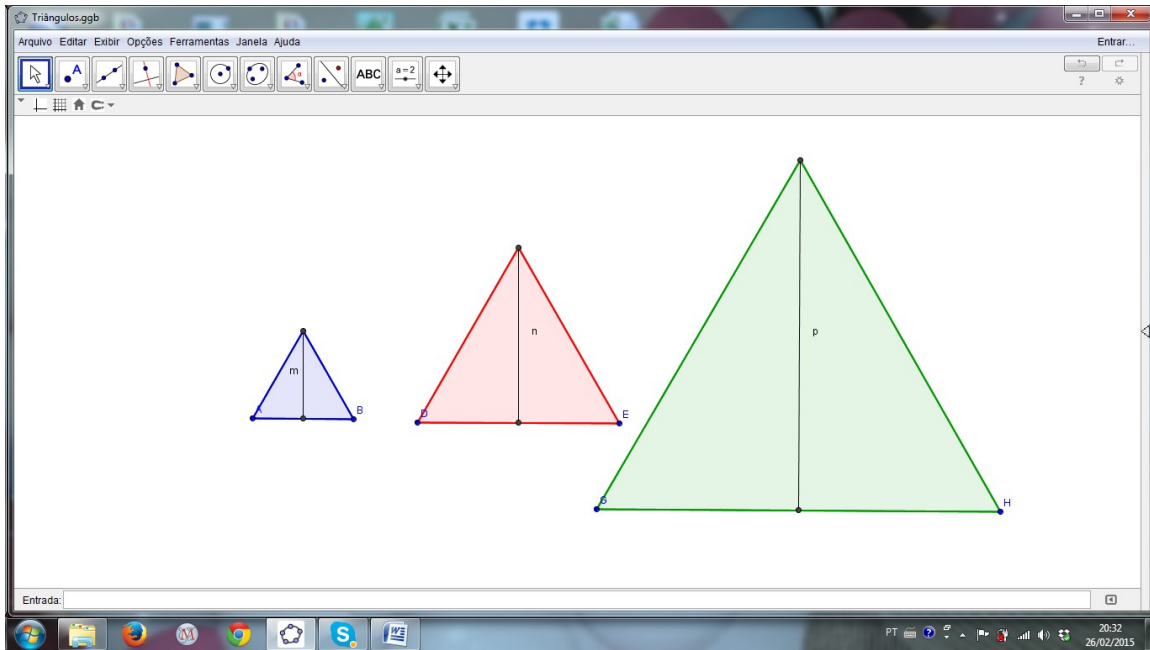 Triângulos.ggb
Arquivo Editar Exibir Opções Ferramentas Janela Ajuda
Entrar...
A
α
ABC
a=2
?
m
n
p
A
B
D
E
G
H
Entrada:
M
S
W
PT
?
20:32
26/02/2015